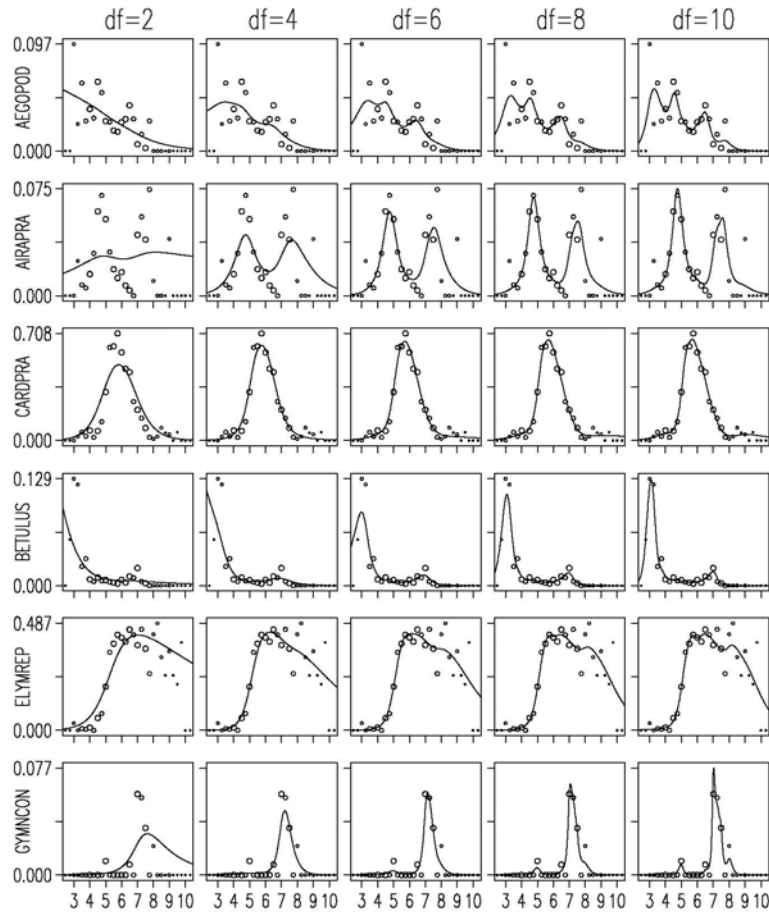 df=2 df=4 df=6 df=8 df=10
0.097
AEGOPOD
0.000
0.075
AIRAPRA
0.000
0.708
CARDPRA
0.000
0.129
BETULUS
0.000
0.487
ELYMREP
0.000
0.077
GYMNCON
0.000
3 4 5 6 7 8 9 10 3 4 5 6 7 8 9 10 3 4 5 6 7 8 9 10 3 4 5 6 7 8 9 10 3 4 5 6 7 8 9 10